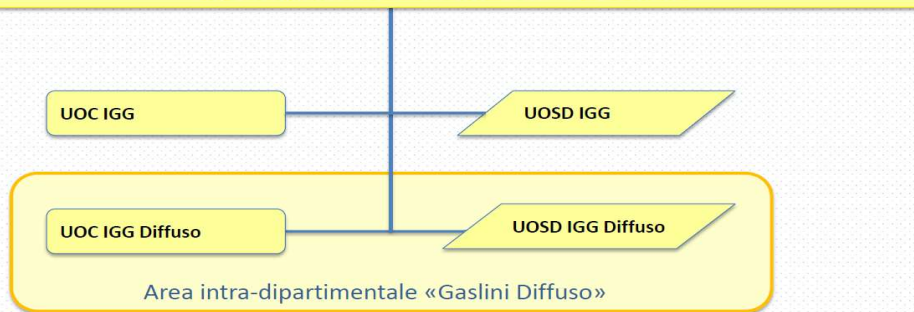 UOC IGG
UOSD IGG
UOC IGG Diffuso
UOSD IGG Diffuso
Area intra-dipartimentale «Gaslini Diffuso»